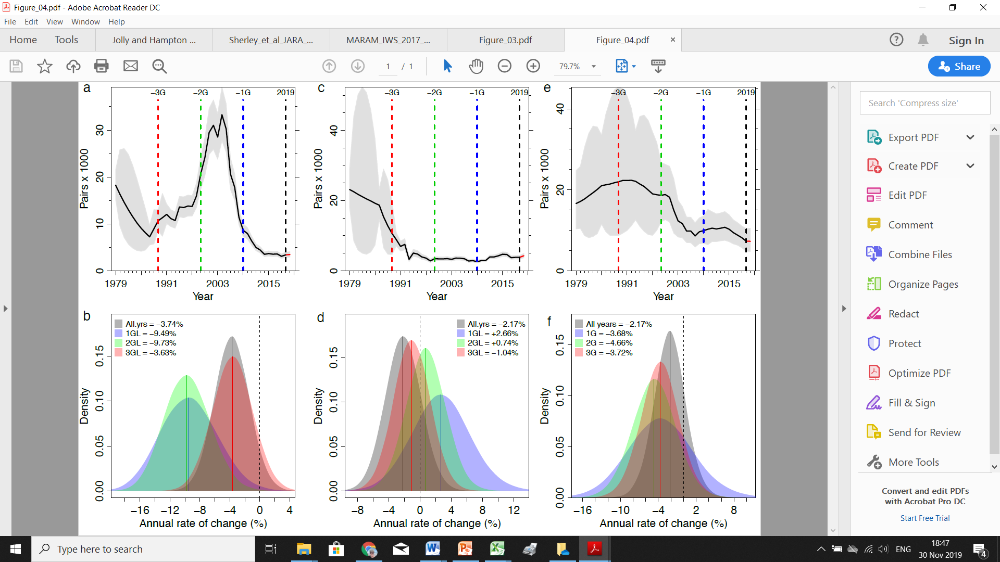 Figure_04.pdf - Adobe Acrobat Reader DC
File Edit View Window Help
Home Tools Jolly and Hampton ... Sherley_et_al_JARA_... MARAM_IWS_2017_... Figure_03.pdf Figure_04.pdf × Sign In
1 / 1 79.7% Share
a
−3G −2G −1G 2019
30
20
10
0
Pairs x 1000
1979 1991 2003 2015
Year
c
−3G −2G −1G 2019
40
20
0
Pairs x 1000
1979 1991 2003 2015
Year
e
−3G −2G −1G 2019
40
20
0
Pairs x 1000
1979 1991 2003 2015
Year
b
All.yrs = −3.74%
1GL = −9.49%
2GL = −9.73%
3GL = −3.63%
0.15
0.10
0.05
0.00
Density
−16 −12 −8 −4 0 4
Annual rate of change (%)
d
All.yrs = −2.17%
1GL = +2.66%
2GL = +0.74%
3GL = −1.04%
0.15
0.10
0.05
0.00
Density
−8 −4 0 4 8 12
Annual rate of change (%)
f
All years = −2.17%
1G = −3.68%
2G = −4.66%
3G = −3.72%
0.15
0.10
0.05
0.00
Density
−16 −10 −4 2 8
Annual rate of change (%)
Search 'Compress size'
Export PDF
Create PDF
Edit PDF
Comment
Combine Files
Organize Pages
Redact
Protect
Optimize PDF
Fill & Sign
Send for Review
More Tools
Convert and edit PDFs
with Acrobat Pro DC
Start Free Trial
Type here to search
ENG
18:47
30 Nov 2019
4